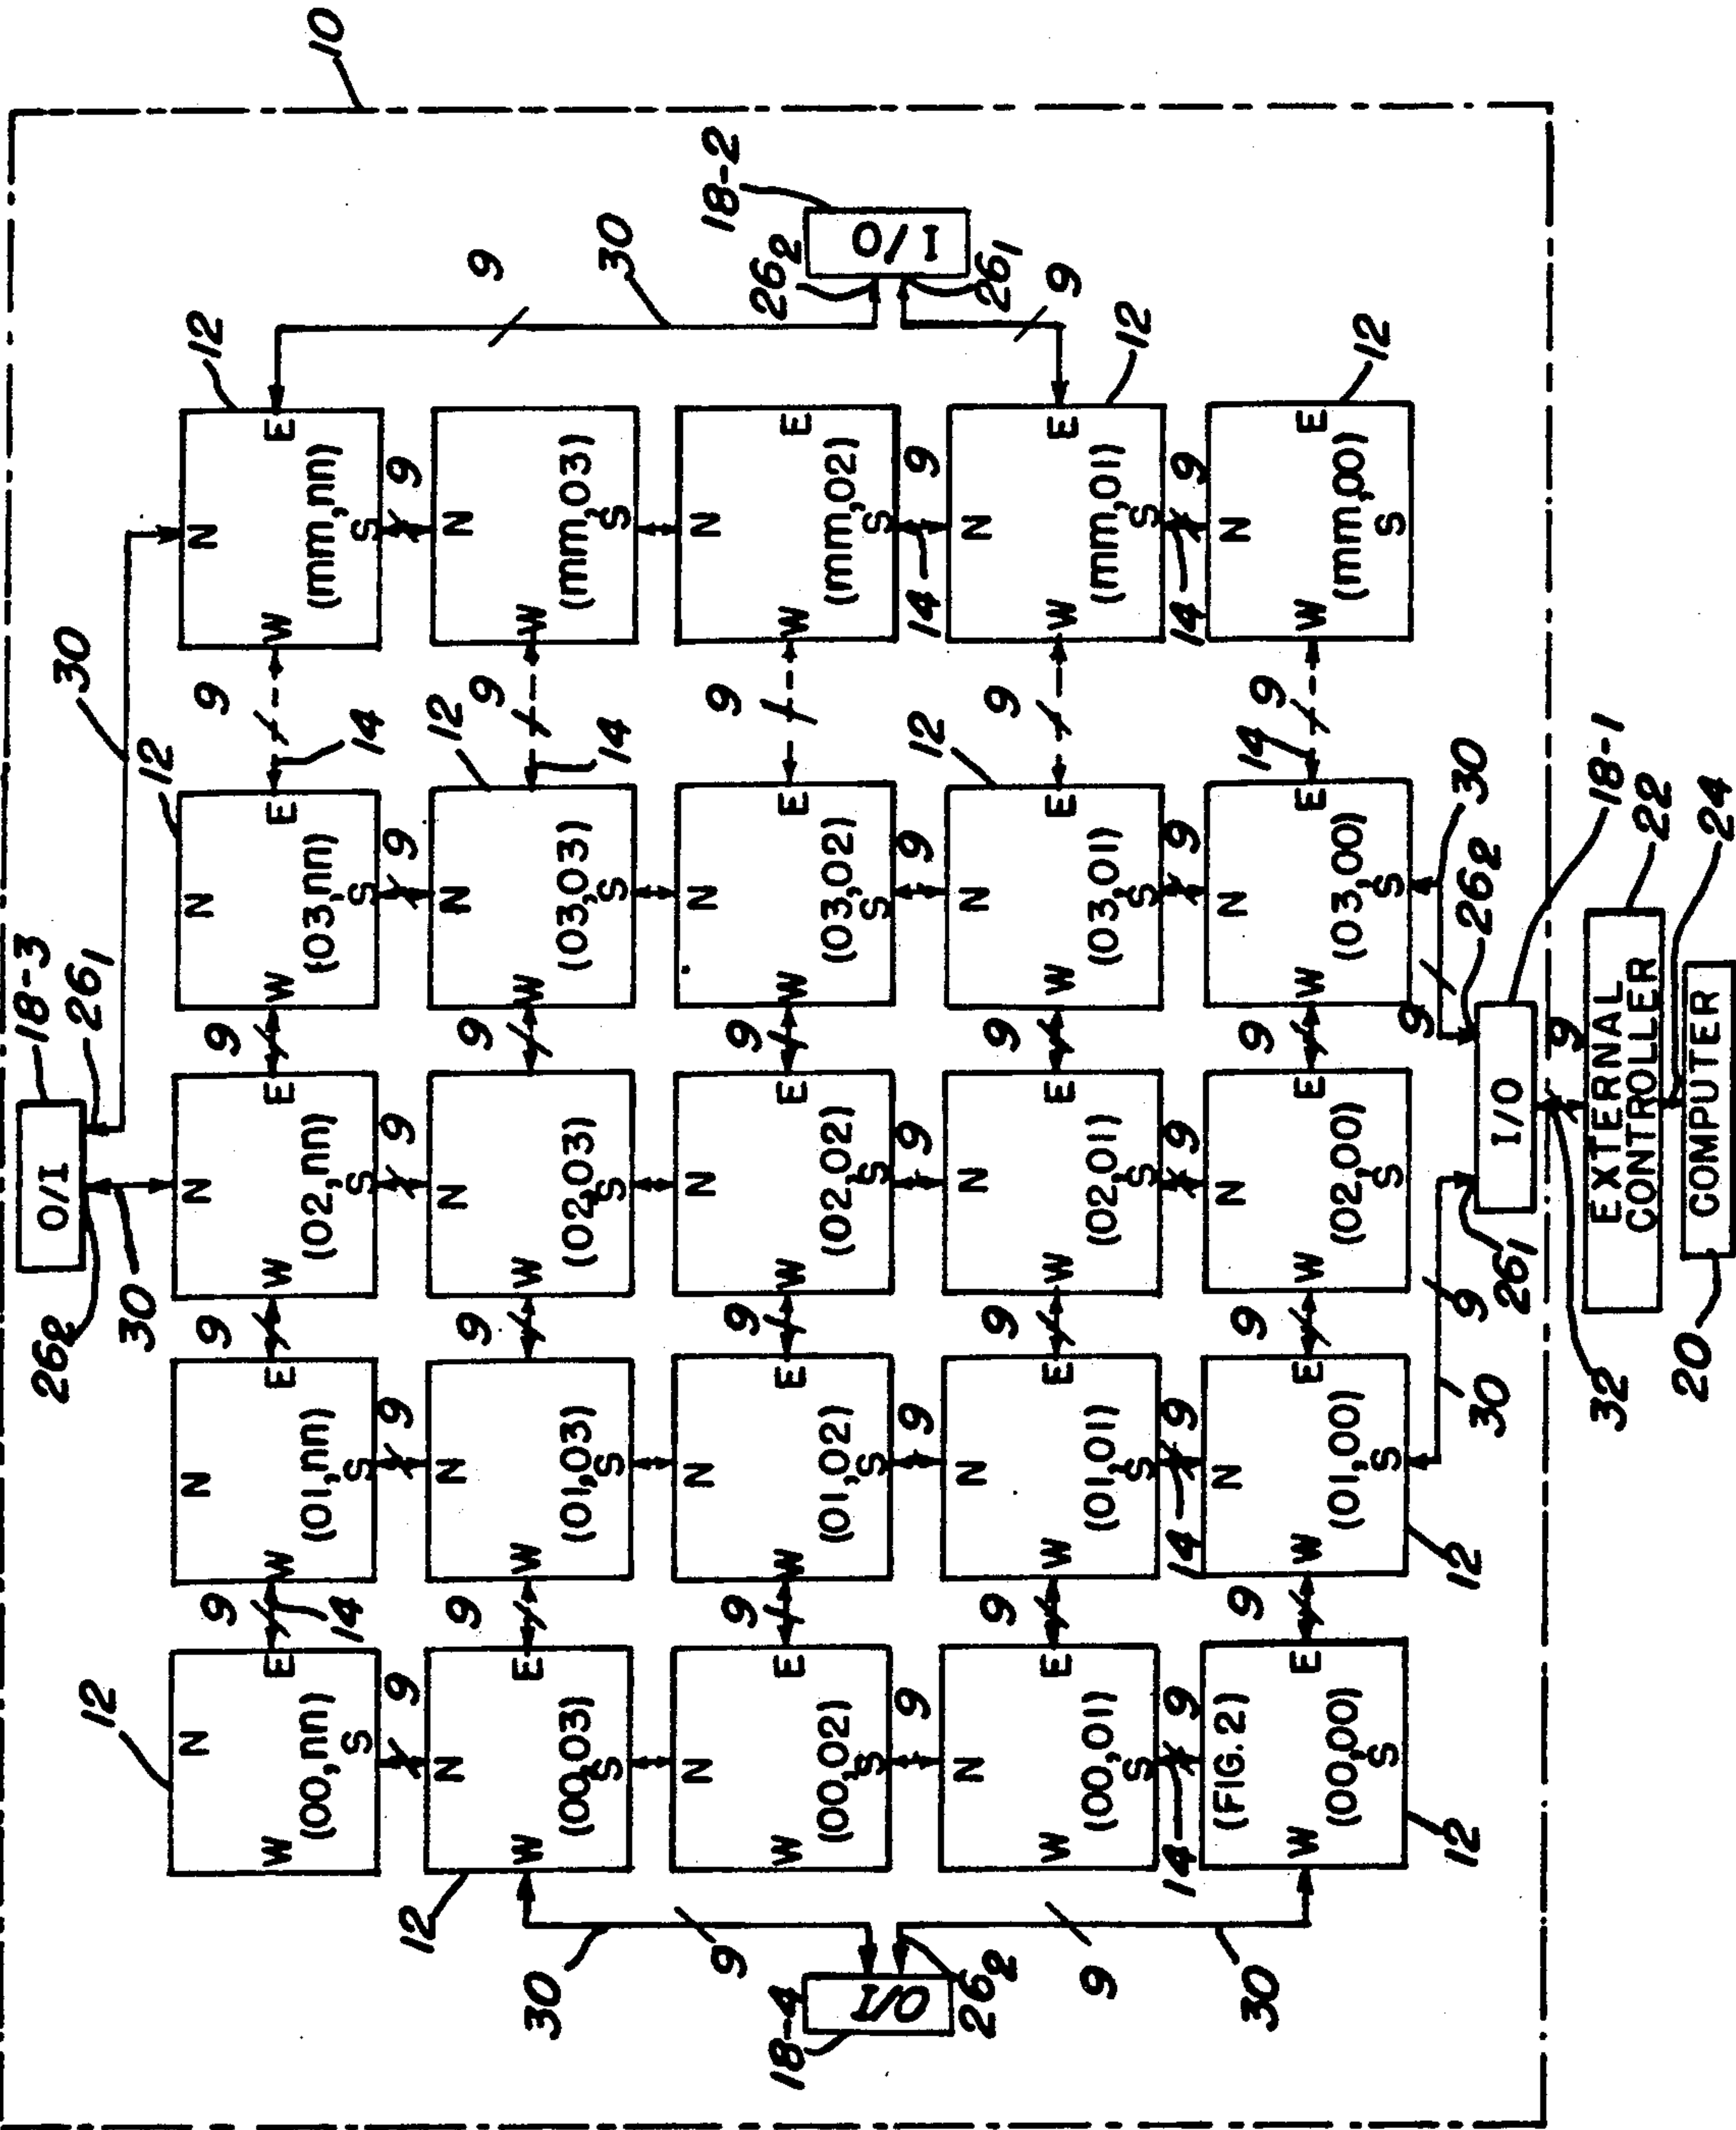 18-3
O/I
26₂
26₁
30
30
10
12
12
12
N N N N N
9 9 9 9
W E W E W E W E W E
(00,nn) (01,nn) (02,nn) (03,nn) (mm,nn)
14 14
S S S S S
9 9 9 9 9
12 12
N N N N N
9 9 9 9 9
W E W W W W
(00,03) (01,03) (02,03) (03,03) (mm,03)
30 14 30
S S S S S
N N N N N
9 9 9 9 9
18-2
26₂
18-4
W E W E W E W E W E
(00,02) (01,02) (02,02) (03,02) (mm,02)
I/O I/O
S S S S S
9 9 9 9 9
14 12
N N N N N
26₂ 26₁
9 9 9 9
W E W E W E W E W E
9 9
(00,01) (01,01) (02,01) (03,01) (mm,01)
S S S S S
12
14 9 14 9 9 9 14 9
(FIG. 2) N N N N
30 9 9 9 14 9
W E W E W E W E W E
(00,00) (01,00) (02,00) (03,00) (mm,00)
S S S S S
12
12 12
9 9
30
30
26₁ 26₂
I/O
18-1
9
32
EXTERNAL
CONTROLLER
22
24
COMPUTER
20